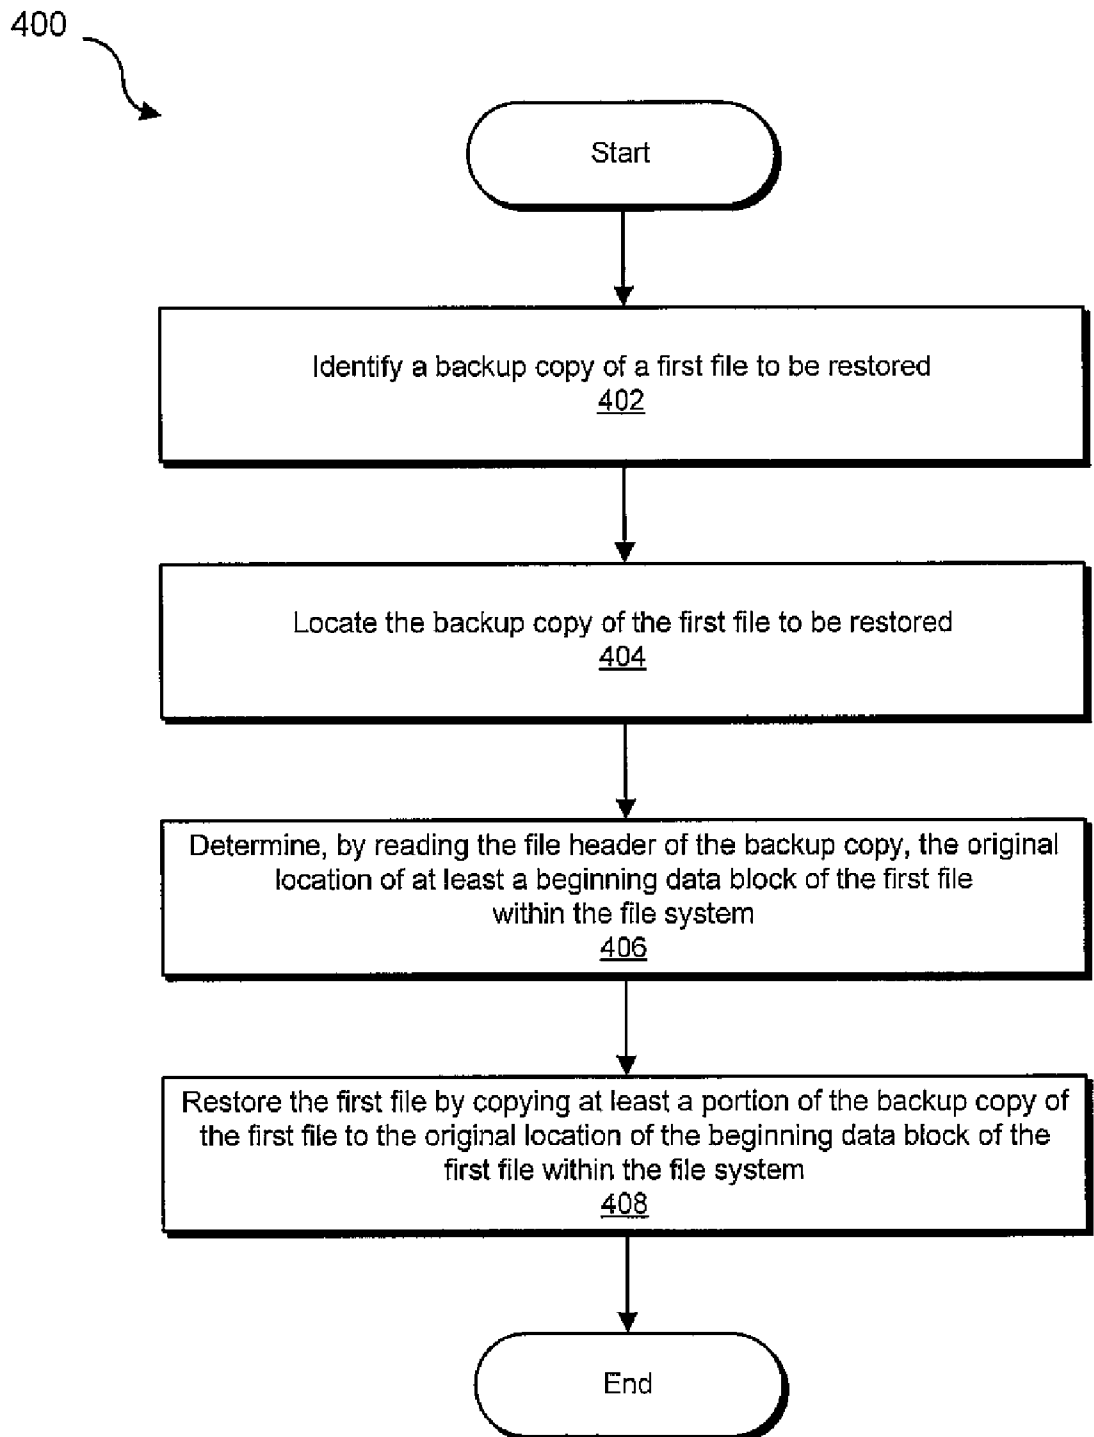 400
Start
Identify a backup copy of a first file to be restored
402
Locate the backup copy of the first file to be restored
404
Determine, by reading the file header of the backup copy, the original
location of at least a beginning data block of the first file
within the file system
406
Restore the first file by copying at least a portion of the backup copy of
the first file to the original location of the beginning data block of the
first file within the file system
408
End